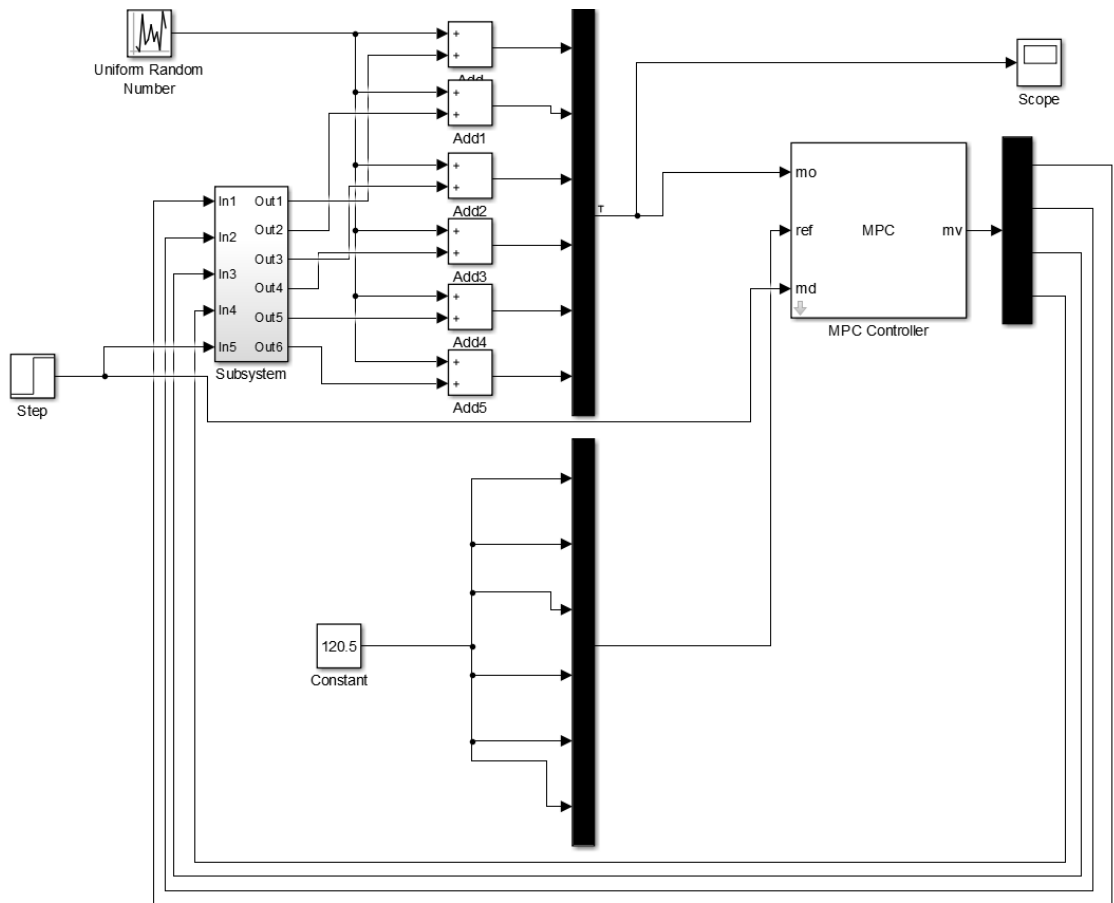 Uniform Random
Number
+
+
Add
+
+
Add1
+
+
Add2
+
+
Add3
+
+
Add4
+
+
Add5
In1
In2
In3
In4
In5
Out1
Out2
Out3
Out4
Out5
Out6
Subsystem
Step
T
Scope
mo
ref
md
MPC
mv
MPC Controller
120.5
Constant